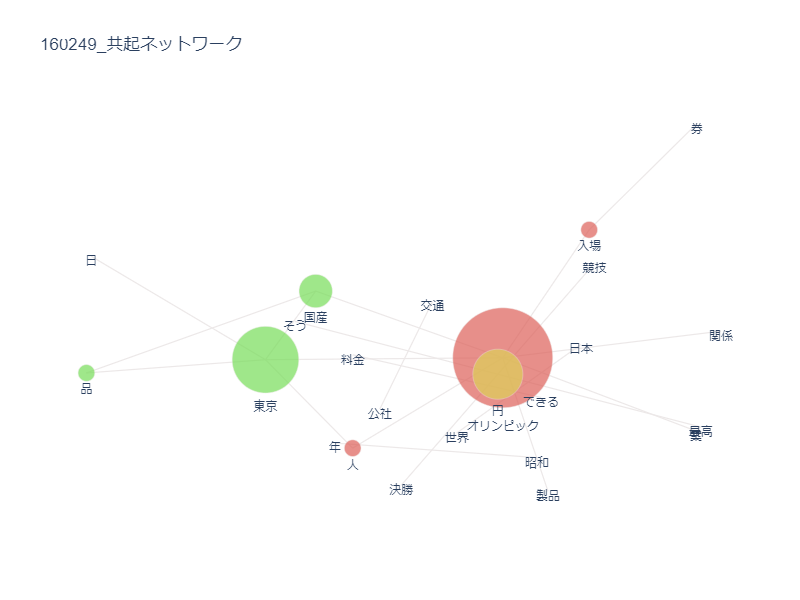 160249_共起ネットワーク
券
入場
日
競技
交通
国産
そう
関係
日本
料金
品
東京
できる
円
公社
オリンピック
最高
世界
年
人
昭和
決勝
製品